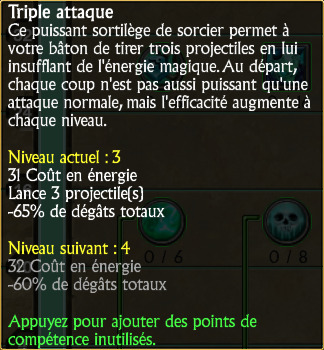 Triple attaque
Ce puissant sortilège de sorcier permet à
votre bâton de tirer trois projectiles en lui
insufflant de l'énergie magique. Au départ,
chaque coup n'est pas aussi puissant qu'une
attaque normale, mais l'efficacité augmente à
chaque niveau.
Niveau actuel : 3
31 Coût en énergie
Lance 3 projectile(s)
-65% de dégâts totaux
Niveau suivant : 4
32 Coût en énergie
-60% de dégâts totaux
0 / 6
0 / 8
Appuyez pour ajouter des points de
compétence inutilisés.